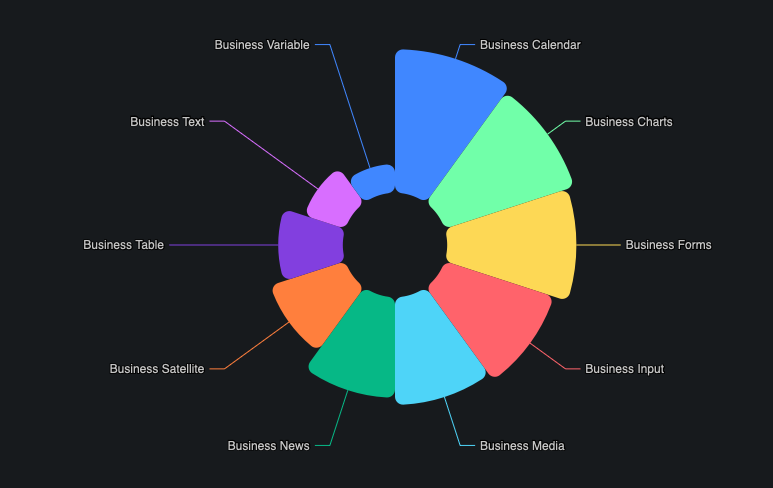 Business Variable
Business Calendar
Business Text
Business Charts
Business Table
Business Forms
Business Satellite
Business Input
Business News
Business Media